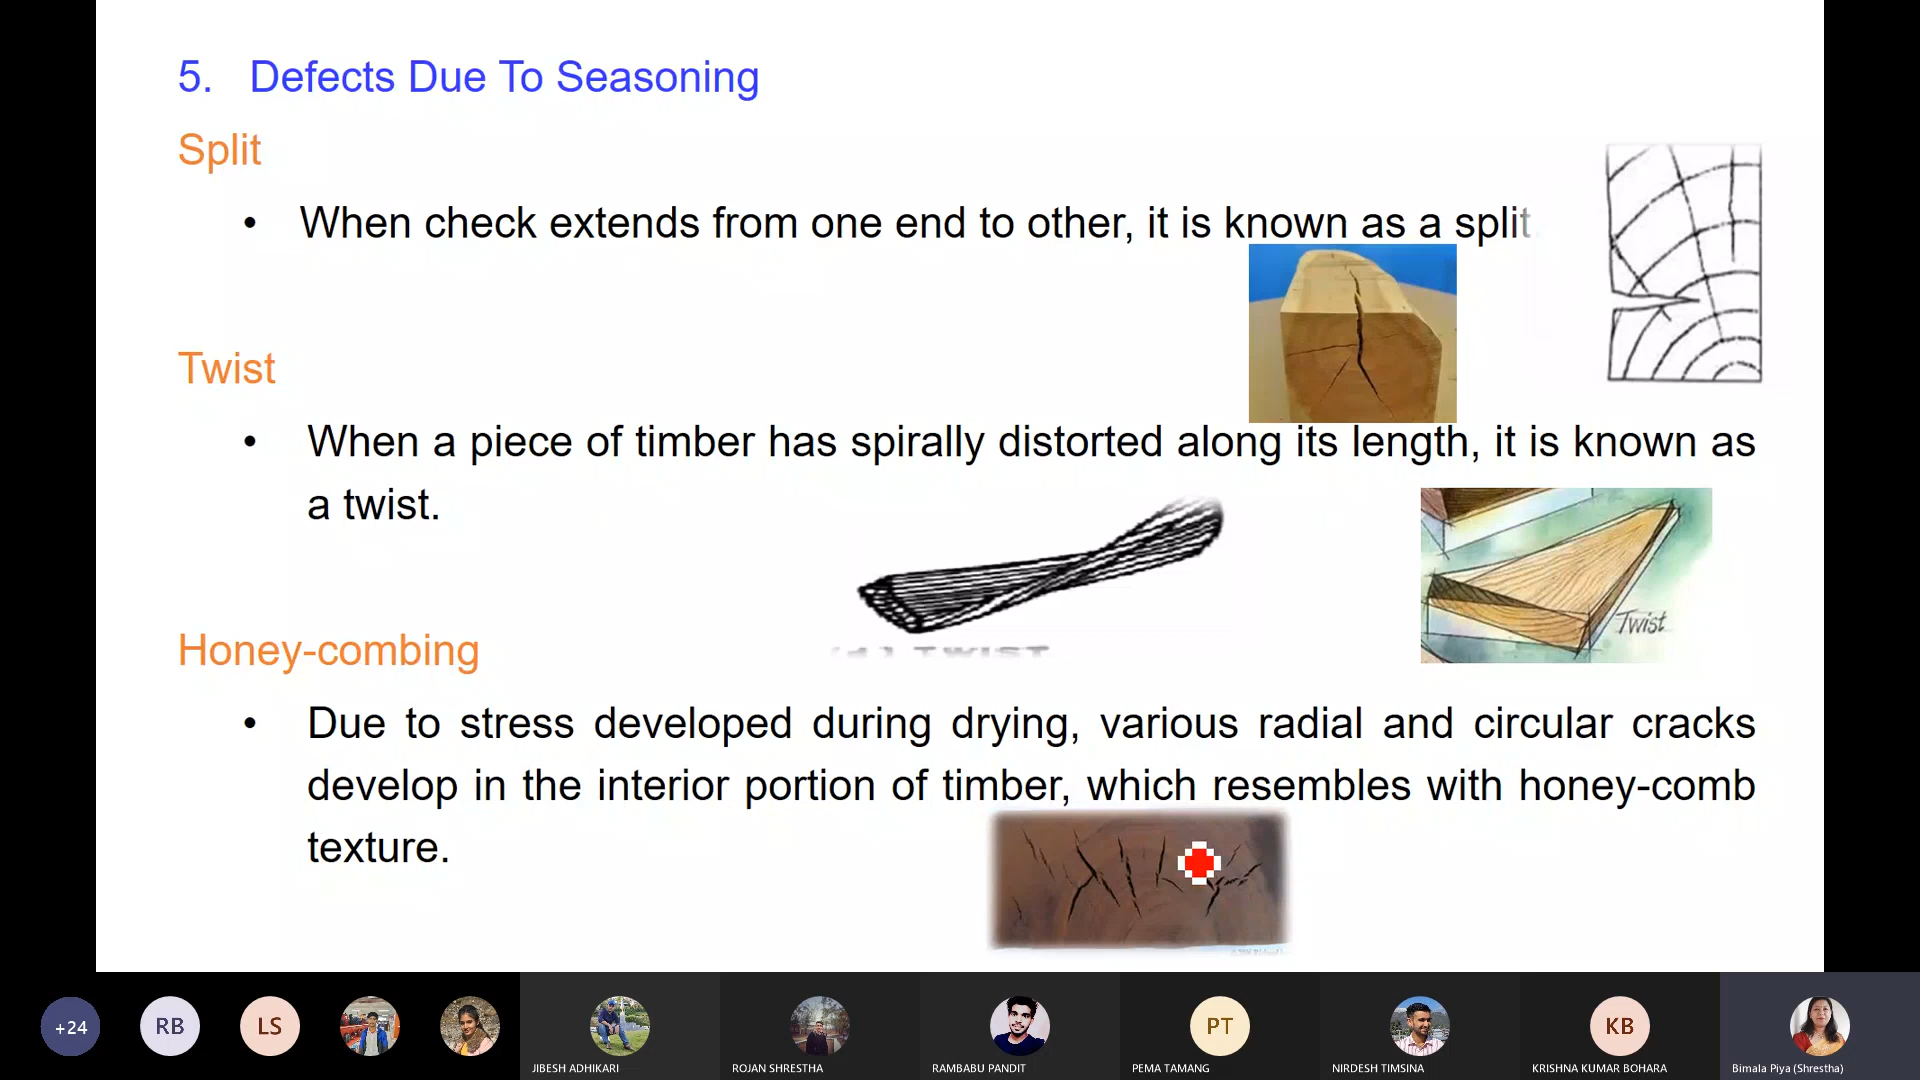 5. Defects Due To Seasoning
Split
• When check extends from one end to other, it is known as a split
Twist
• When a piece of timber has spirally distorted along its length, it is known as
a twist.
TWIST
Twist
Honey-combing
• Due to stress developed during drying, various radial and circular cracks
develop in the interior portion of timber, which resembles with honey-comb
texture.
+24
RB
LS
PT
KB
JIBESH ADHIKARI
ROJAN SHRESTHA
RAMBABU PANDIT
PEMA TAMANG
NIRDESH TIMSINA
KRISHNA KUMAR BOHARA
Bimala Piya (Shrestha)